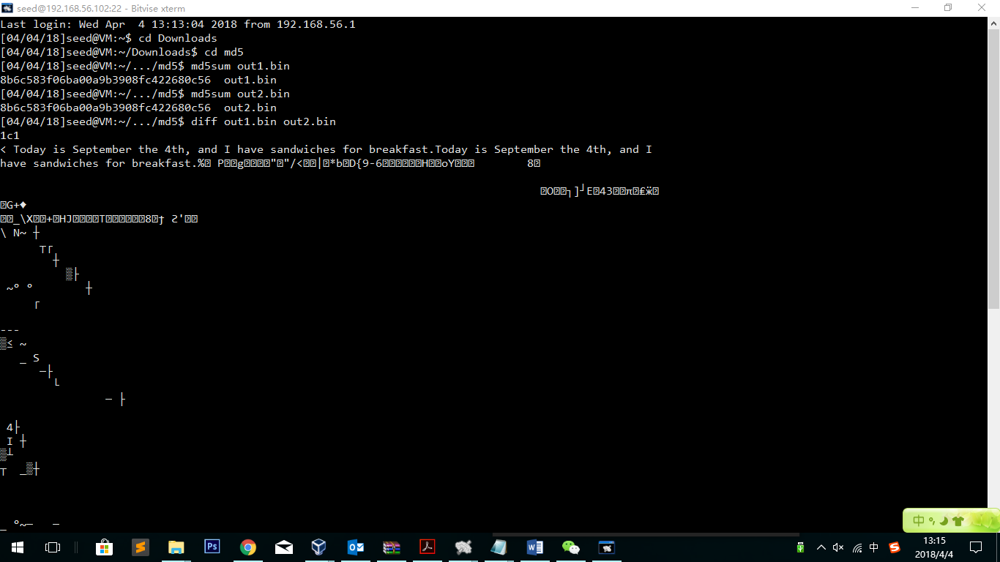 seed@192.168.56.102:22 - Bitvise xterm
Last login: Wed Apr  4 13:13:04 2018 from 192.168.56.1
[04/04/18]seed@VM:~$ cd Downloads
[04/04/18]seed@VM:~/Downloads$ cd md5
[04/04/18]seed@VM:~/.../md5$ md5sum out1.bin
8b6c583f06ba00a9b3908fc422680c56  out1.bin
[04/04/18]seed@VM:~/.../md5$ md5sum out2.bin
8b6c583f06ba00a9b3908fc422680c56  out2.bin
[04/04/18]seed@VM:~/.../md5$ diff out1.bin out2.bin
1c1
< Today is September the 4th, and I have sandwiches for breakfast.Today is September the 4th, and I
have sandwiches for breakfast.%
---
中
中
13:15
2018/4/4